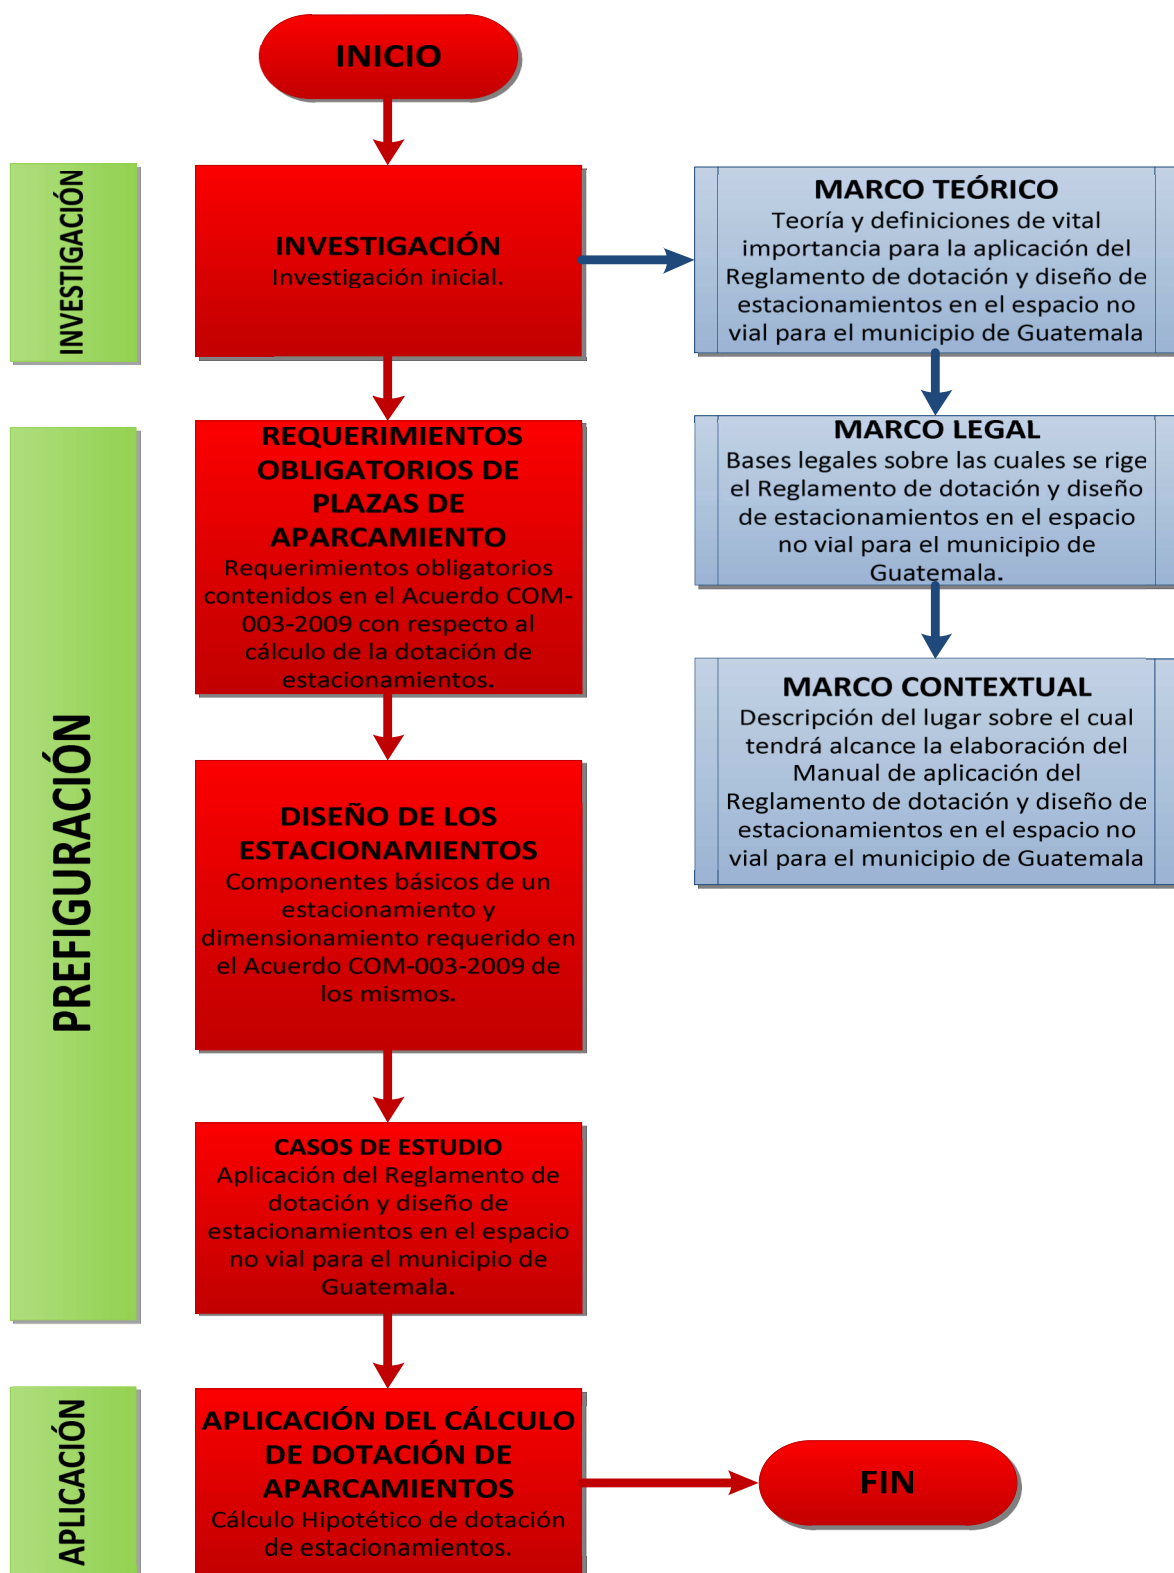 INICIO
INVESTIGACIÓN
INVESTIGACIÓN
Investigación inicial.
MARCO TEÓRICO
Teoría y definiciones de vital
importancia para la aplicación del
Reglamento de dotación y diseño de
estacionamientos en el espacio no
vial para el municipio de Guatemala
MARCO LEGAL
Bases legales sobre las cuales se rige
el Reglamento de dotación y diseño
de estacionamientos en el espacio
no vial para el municipio de
Guatemala.
MARCO CONTEXTUAL
Descripción del lugar sobre el cual
tendrá alcance la elaboración del
Manual de aplicación del
Reglamento de dotación y diseño de
estacionamientos en el espacio no
vial para el municipio de Guatemala
PREFIGURACIÓN
REQUERIMIENTOS
OBLIGATORIOS DE
PLAZAS DE
APARCAMIENTO
Requerimientos obligatorios
contenidos en el Acuerdo COM-
003-2009 con respecto al
cálculo de la dotación de
estacionamientos.
DISEÑO DE LOS
ESTACIONAMIENTOS
Componentes básicos de un
estacionamiento y
dimensionamiento requerido en
el Acuerdo COM-003-2009 de
los mismos.
CASOS DE ESTUDIO
Aplicación del Reglamento de
dotación y diseño de
estacionamientos en el espacio
no vial para el municipio de
Guatemala.
APLICACIÓN
APLICACIÓN DEL CÁLCULO
DE DOTACIÓN DE
APARCAMIENTOS
Cálculo Hipotético de dotación
de estacionamientos.
FIN